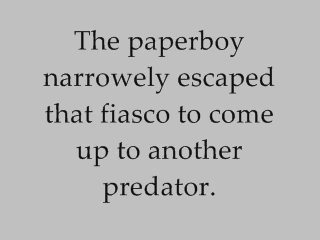 The paperboy
narrowely escaped
that fiasco to come
up to another
predator.